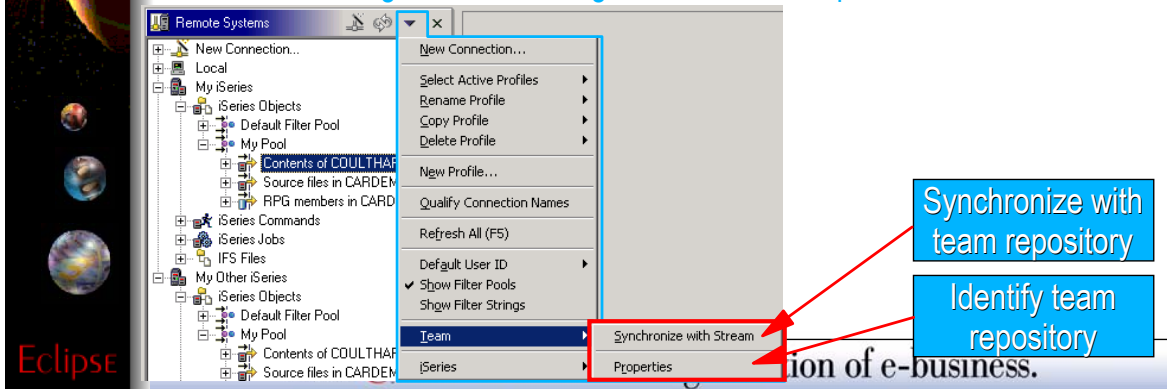 Remote Systems
New Connection...
Local
My iSeries
iSeries Objects
Default Filter Pool
My Pool
Contents of COULTHAR
Source files in CARDEM
RPG members in CARD
iSeries Commands
iSeries Jobs
IFS Files
My Other iSeries
iSeries Objects
Default Filter Pool
My Pool
Contents of COULTHAR
Source files in CARDEM
New Connection...
Select Active Profiles
Rename Profile
Copy Profile
Delete Profile
New Profile...
Qualify Connection Names
Refresh All (F5)
Default User ID
Show Filter Pools
Show Filter Strings
Team
iSeries
Synchronize with Stream
Properties
Synchronize with
team repository
Identify team
repository
Eclipse
tion of e-business.